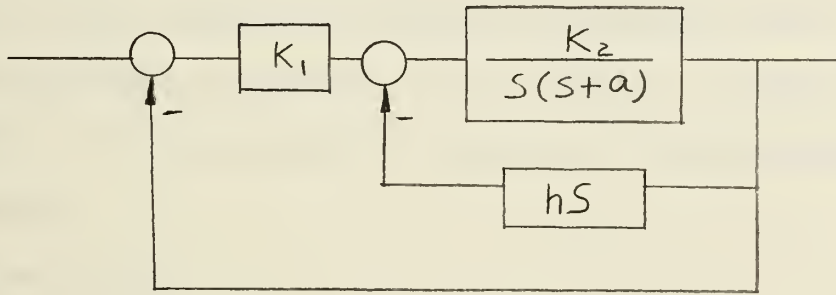 K₁
K₂
S(S+a)
hS
-
-